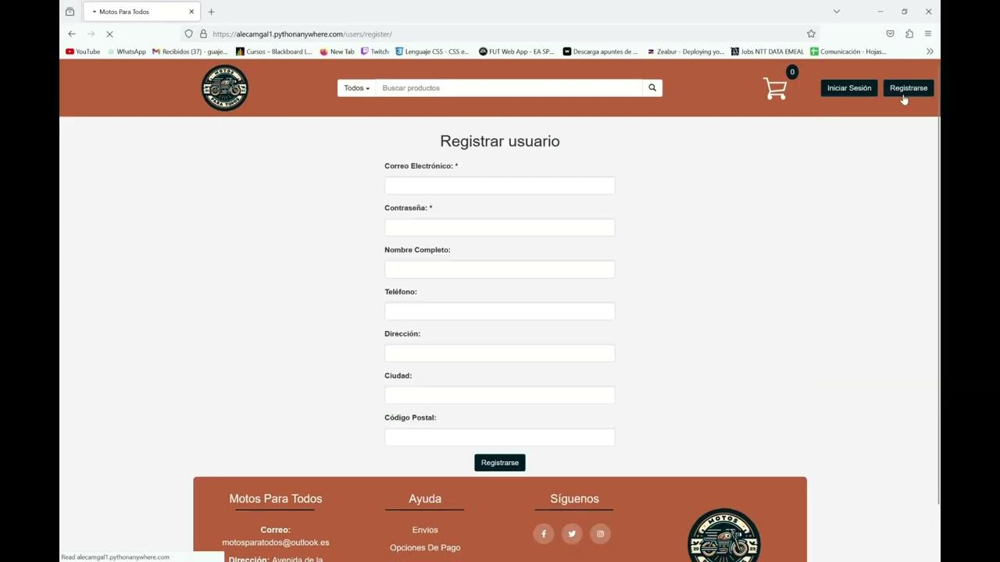 Motos Para Todos
https://alecamgal1.pythonanywhere.com/users/register/
YouTube
WhatsApp
Recibidos (37) - guaje...
Cursos – Blackboard L...
New Tab
Twitch
Lenguaje CSS - CSS e...
FUT Web App - EA SP...
Descarga apuntes de ...
Zeabur - Deploying yo...
Jobs NTT DATA EMEAL
Comunicación - Hojas...
MOTOS
PARA TODOS
Todos
Buscar productos
0
Iniciar Sesión
Registrarse
Registrar usuario
Correo Electrónico: *
Contraseña: *
Nombre Completo:
Teléfono:
Dirección:
Ciudad:
Código Postal:
Registrarse
Motos Para Todos
Correo:
motosparatodos@outlook.es
Dirección: Avenida de la
Ayuda
Envios
Opciones De Pago
Síguenos
MOTOS
20
23
Read alecamgal1.pythonanywhere.com